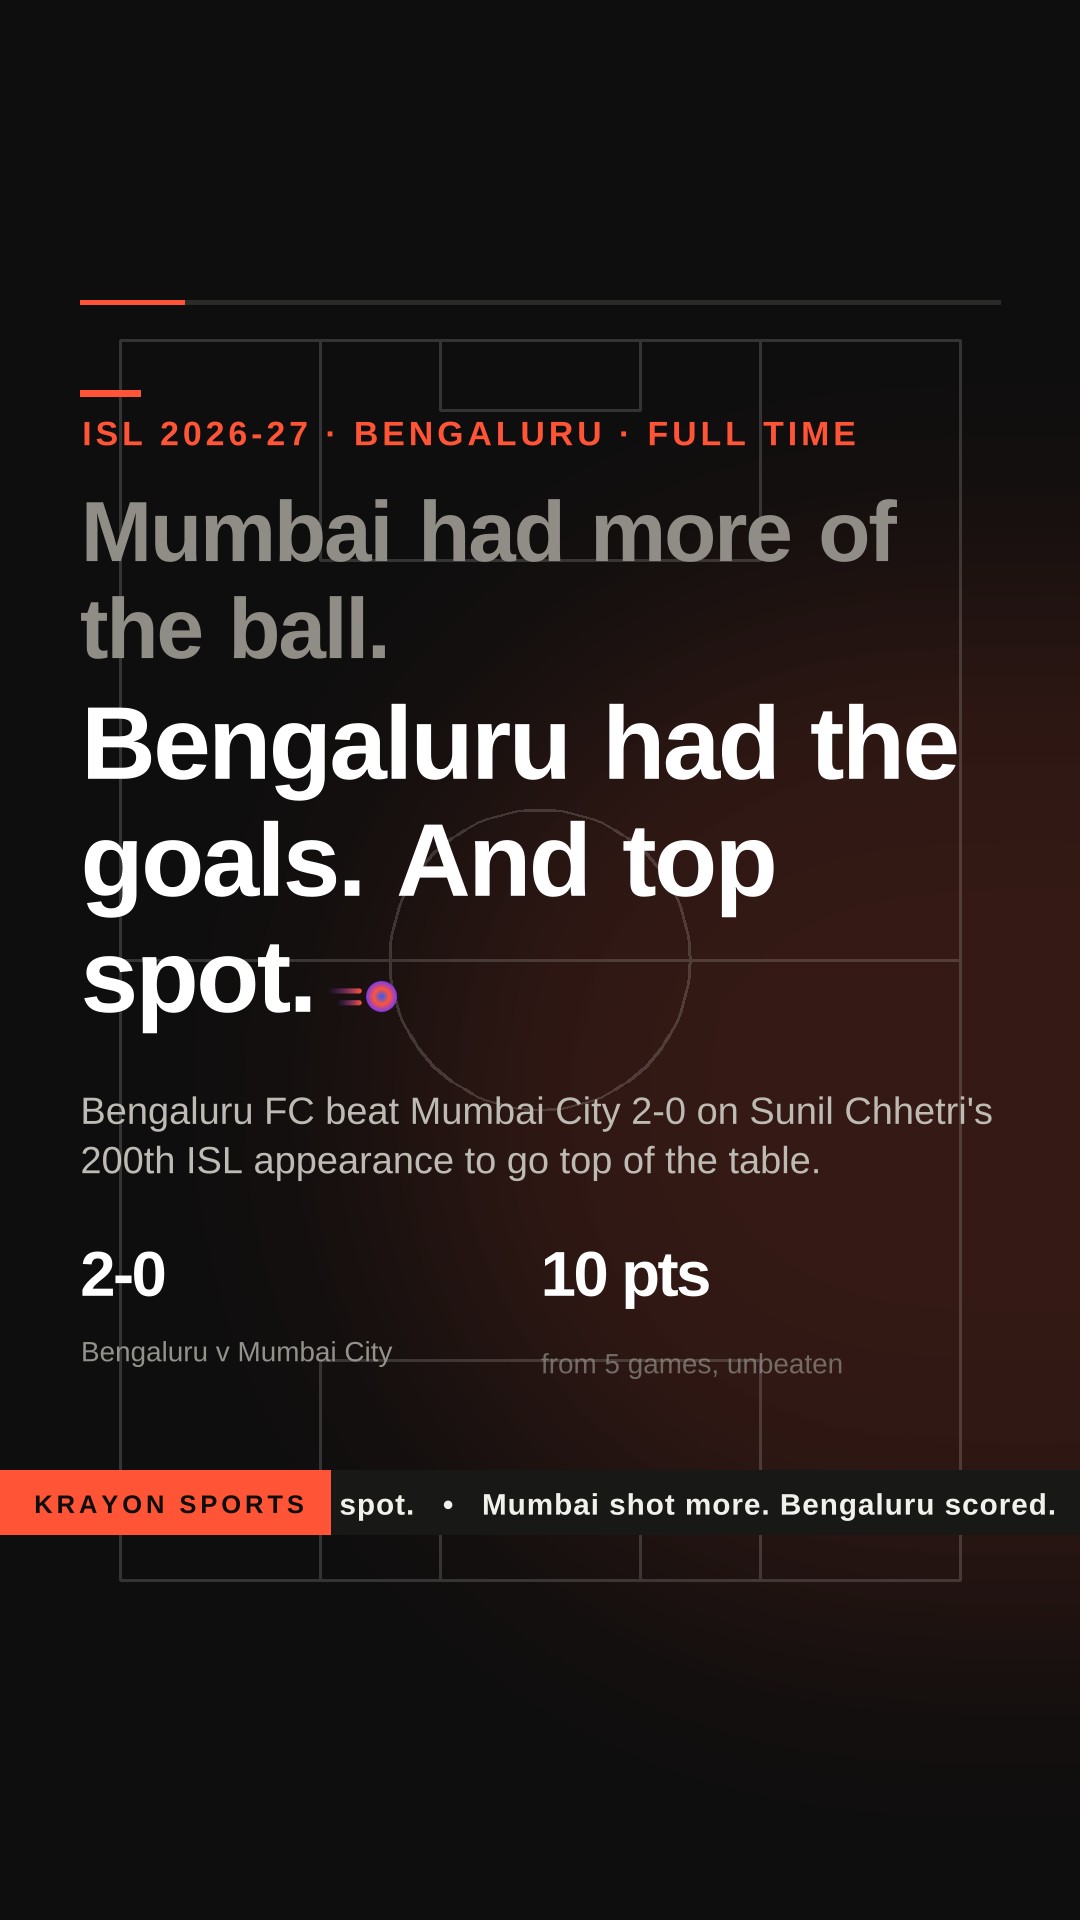 ISL 2026-27 · BENGALURU · FULL TIME
Mumbai had more of
the ball.
Bengaluru had the
goals. And top
spot.
Bengaluru FC beat Mumbai City 2-0 on Sunil Chhetri's
200th ISL appearance to go top of the table.
2-0
10 pts
Bengaluru v Mumbai City
from 5 games, unbeaten
KRAYON SPORTS
spot. • Mumbai shot more. Bengaluru scored.